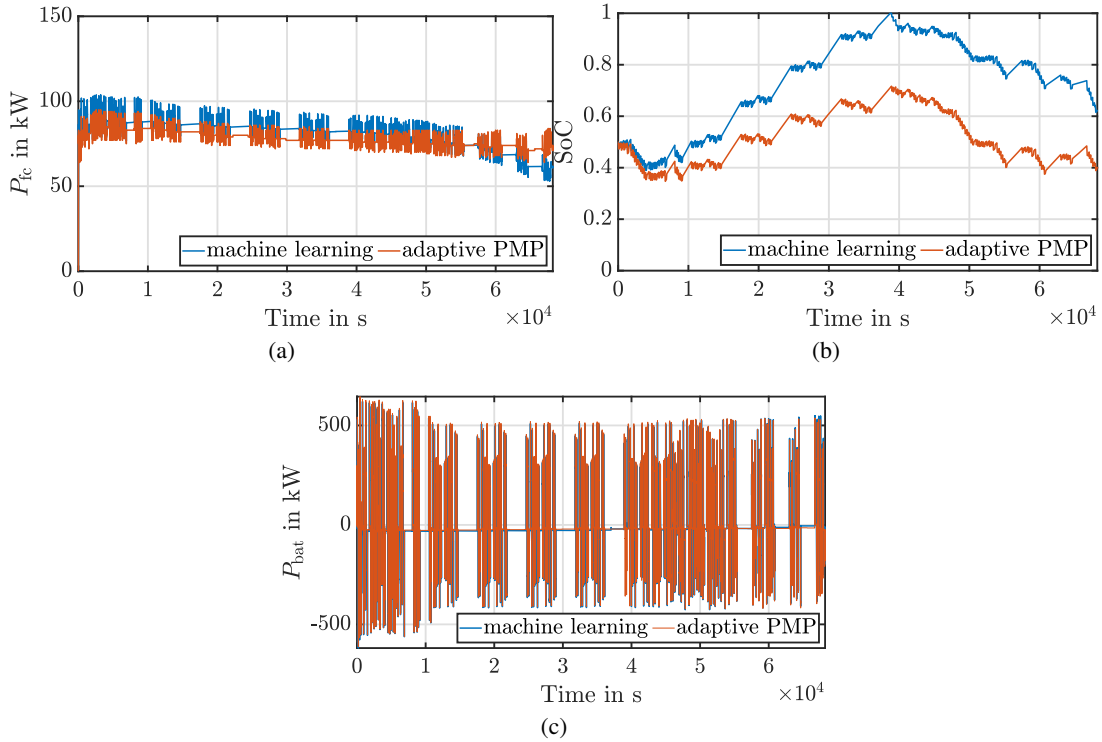 150
100
50
0
P_fc in kW
machine learning
adaptive PMP
0 1 2 3 4 5 6
Time in s
×10^4
(a)
1
0.8
0.6
0.4
0.2
0
SoC
machine learning
adaptive PMP
0 1 2 3 4 5 6
Time in s
×10^4
(b)
500
0
-500
P_bat in kW
machine learning
adaptive PMP
0 1 2 3 4 5 6
Time in s
×10^4
(c)